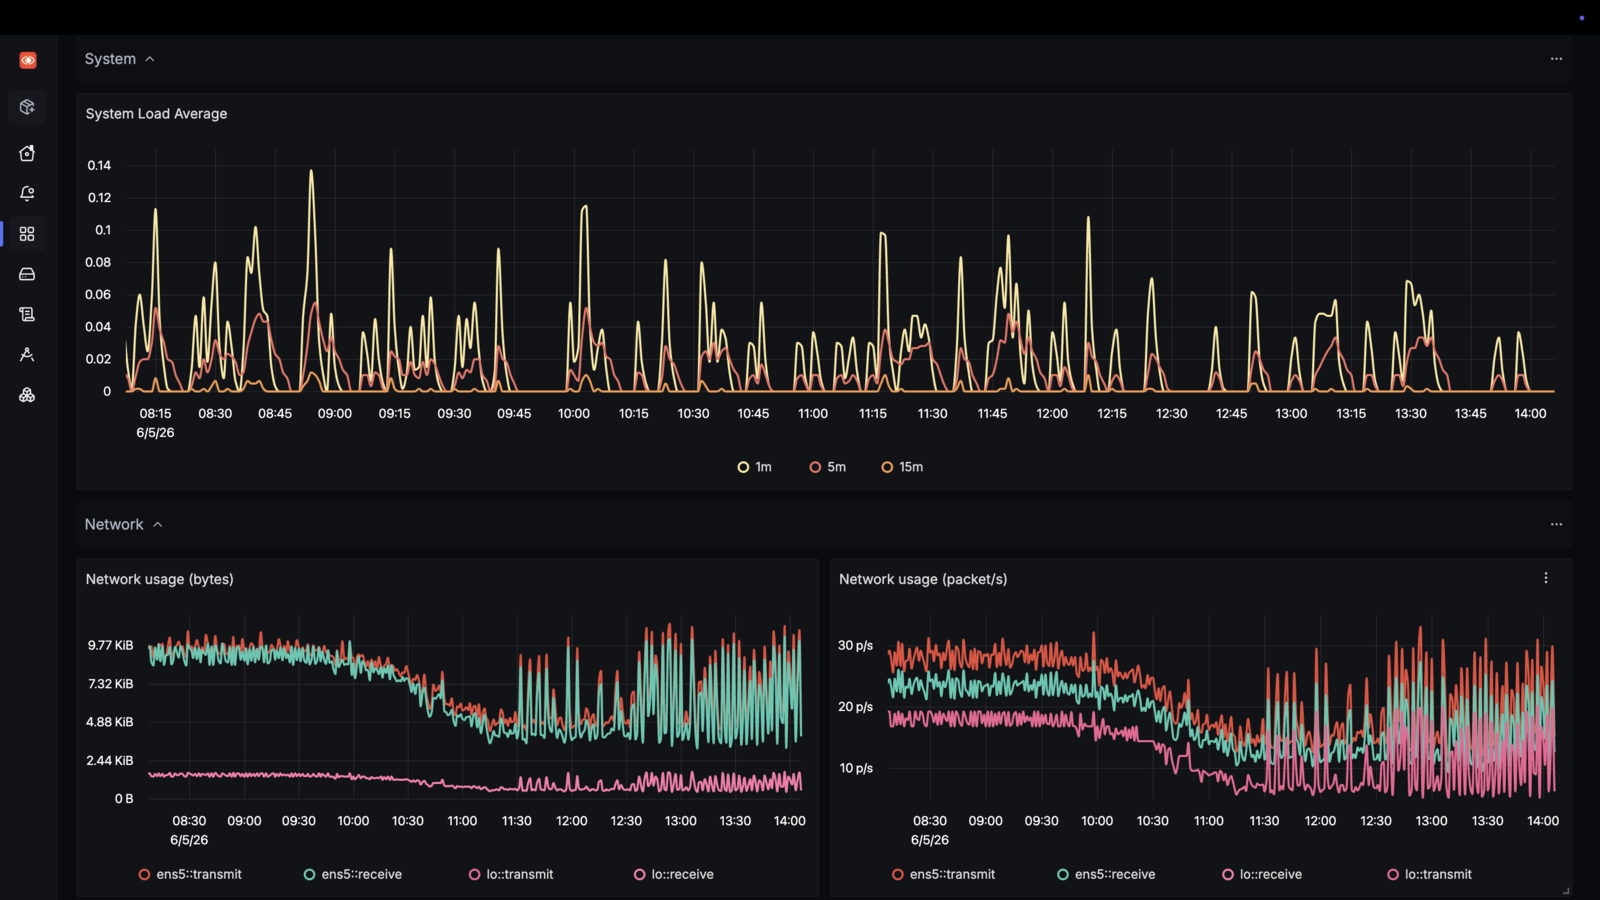 System
System Load Average
0.14
0.12
0.1
0.08
0.06
0.04
0.02
0
08:15 08:30 08:45 09:00 09:15 09:30 09:45 10:00 10:15 10:30 10:45 11:00 11:15 11:30 11:45 12:00 12:15 12:30 12:45 13:00 13:15 13:30 13:45 14:00
6/5/26
1m 5m 15m
Network
Network usage (bytes)
9.77 KiB
7.32 KiB
4.88 KiB
2.44 KiB
0 B
08:30 09:00 09:30 10:00 10:30 11:00 11:30 12:00 12:30 13:00 13:30 14:00
6/5/26
ens5::transmit ens5::receive lo::transmit lo::receive
Network usage (packet/s)
30 p/s
20 p/s
10 p/s
08:30 09:00 09:30 10:00 10:30 11:00 11:30 12:00 12:30 13:00 13:30 14:00
6/5/26
ens5::transmit ens5::receive lo::receive lo::transmit